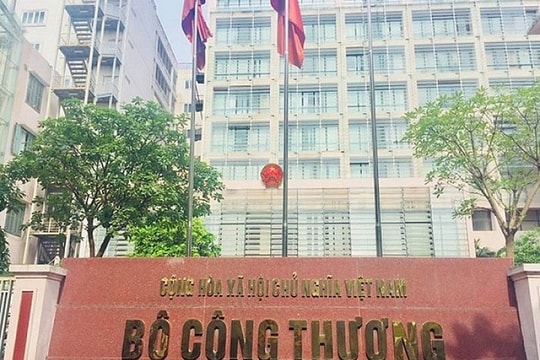 CỘNG HÒA XÃ HỘI CHỦ NGHĨA VIỆT NAM
BỘ CÔNG THƯƠNG